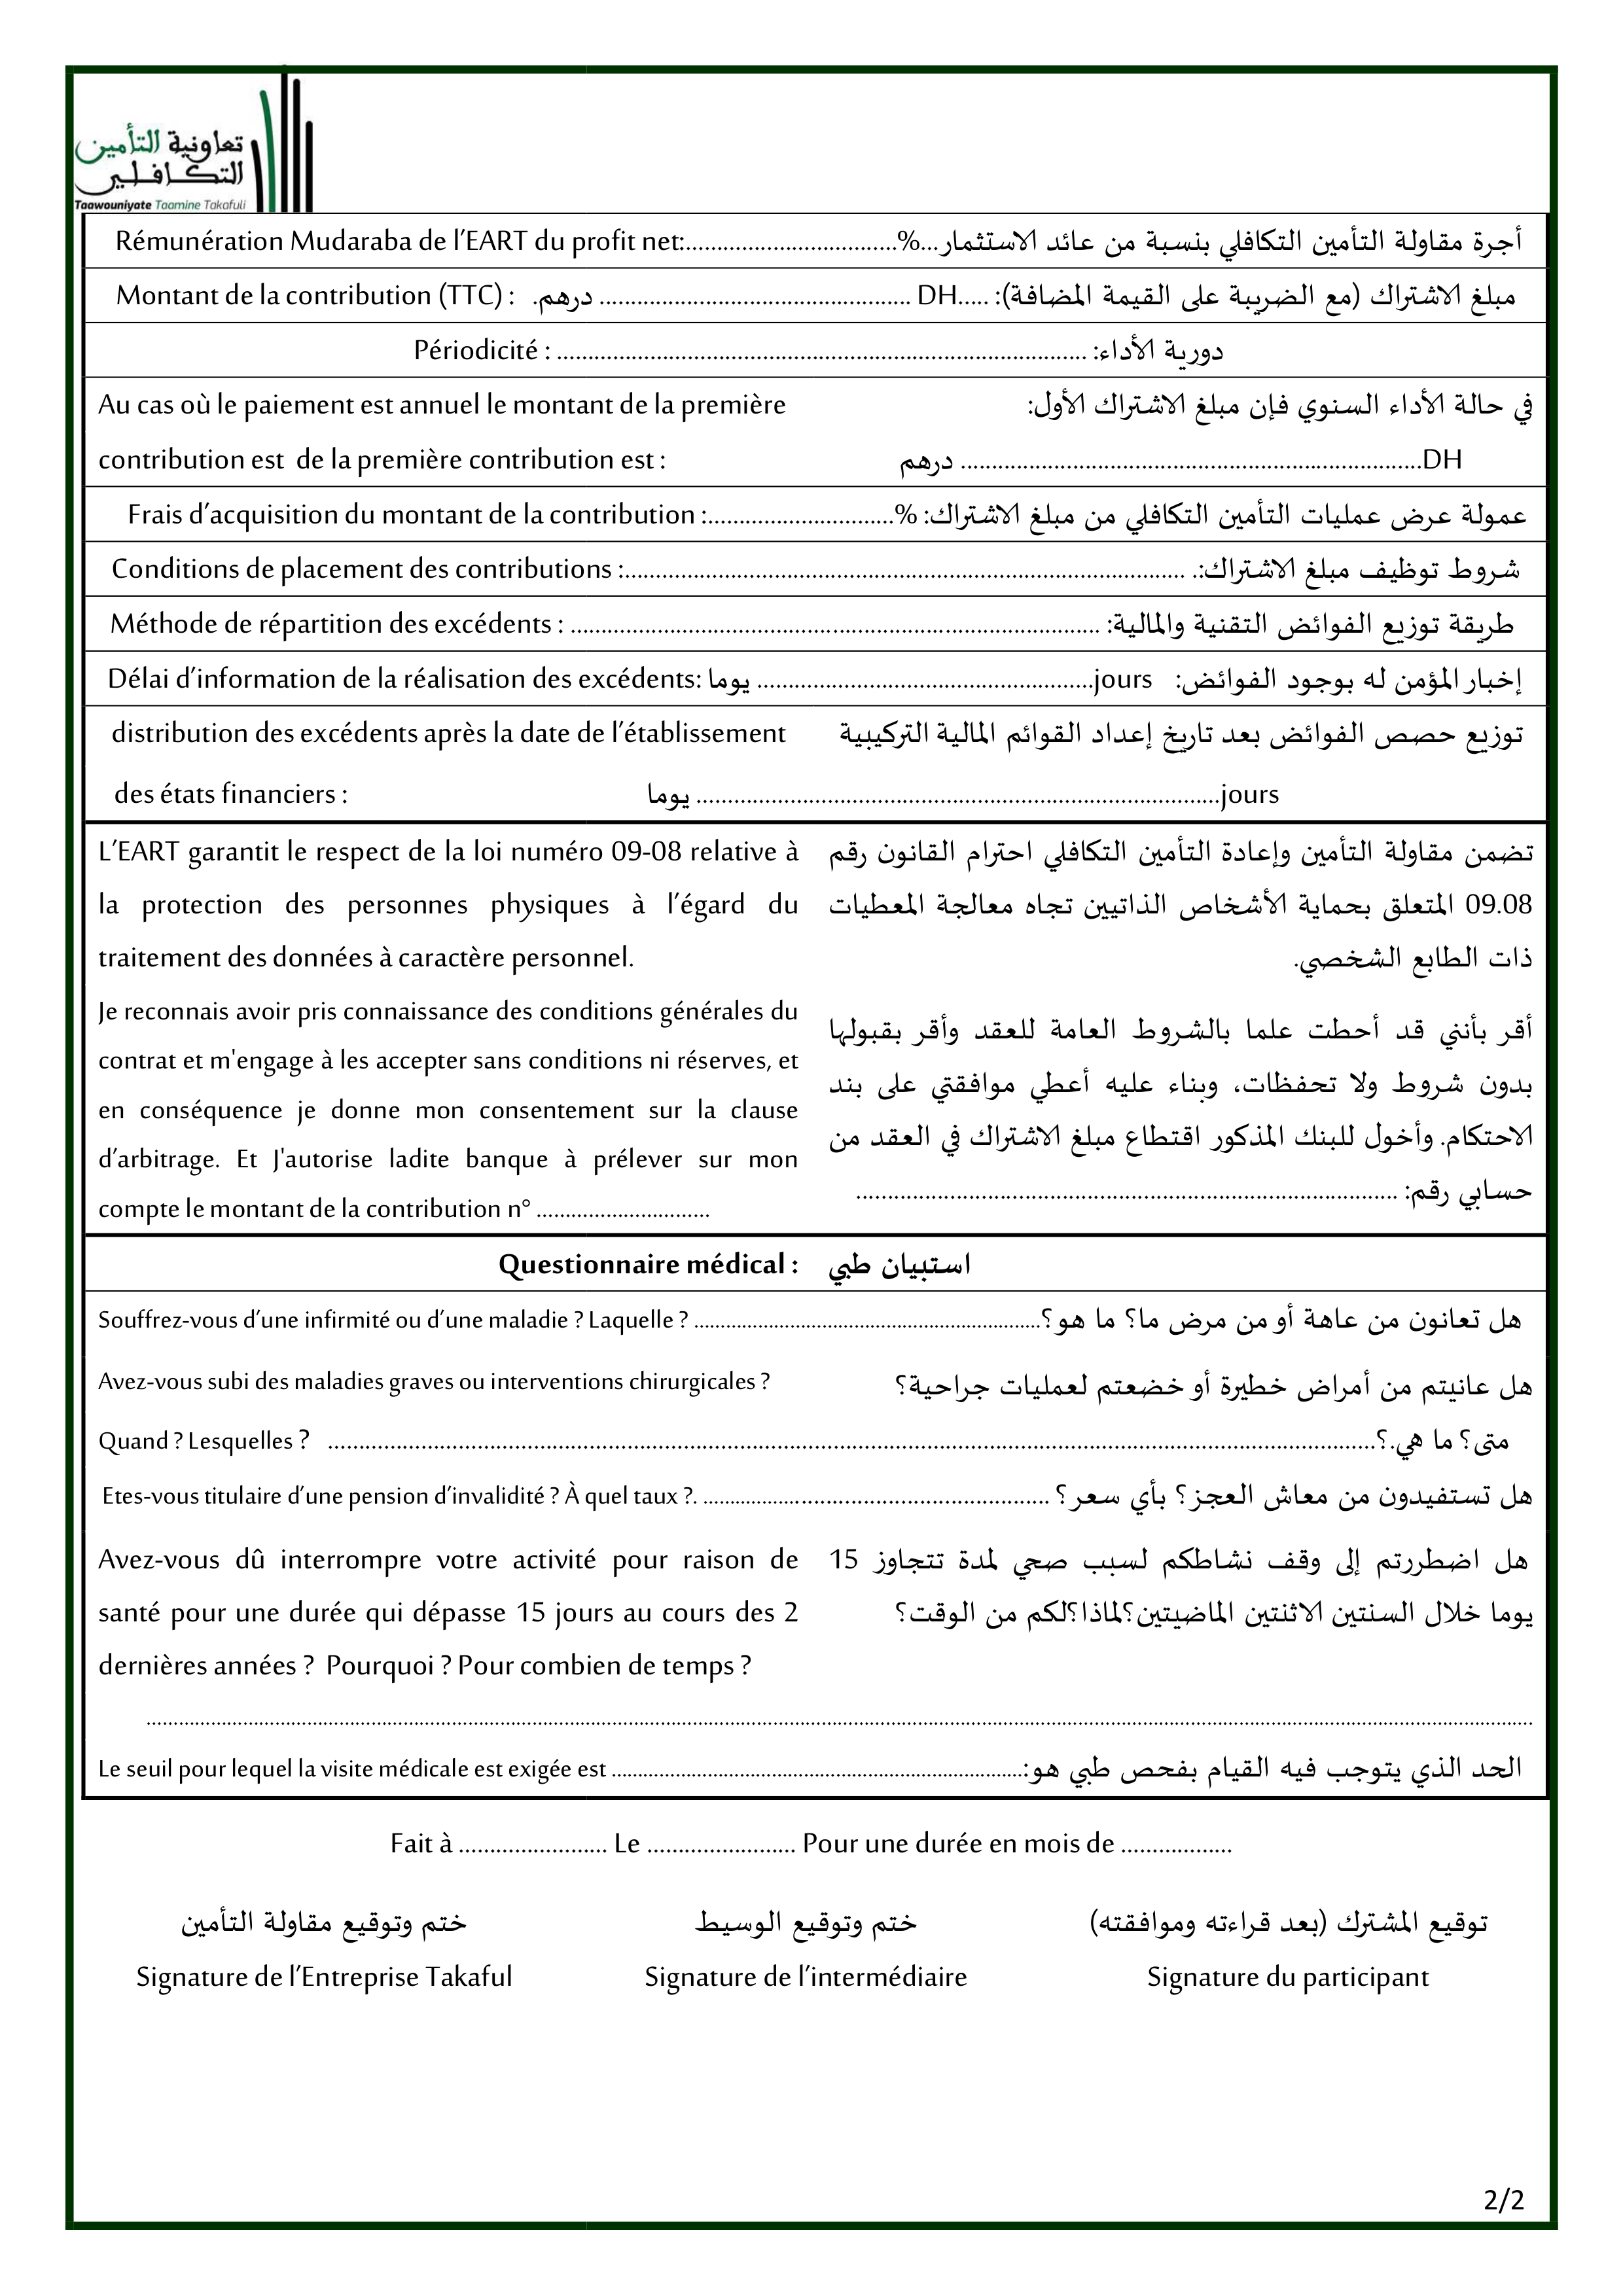 تعاونية التأمين
التكافلي
Taawouniyate Taamine Takafuli
Rémunération Mudaraba de l’EART du profit net:..................................%...أجرة مقاولة التأمين التكافلي بنسبة من عائد الاستثمار
Montant de la contribution (TTC) : .درهم .................................................. DH..... :(مبلغ الاشتراك (مع الضريبة على القيمة المضافة
Périodicité : ..................................................................................... دورية الأداء:
Au cas où le paiement est annuel le montant de la première
contribution est de la première contribution est :
في حالة الأداء السنوي فإن مبلغ الاشتراك الأول:
درهم ..........................................................................DH
Frais d’acquisition du montant de la contribution :..............................% عمولة عرض عمليات التأمين التكافلي من مبلغ الاشتراك:
Conditions de placement des contributions :.......................................................................................... شروط توظيف مبلغ الاشتراك:.
Méthode de répartition des excédents : ..................................................................................... طريقة توزيع الفوائض التقنية والمالية:
Délai d’information de la réalisation des excédents: يوما ......................................................jours إخبار المؤمن له بوجود الفوائض:
distribution des excédents après la date de l’établissement توزيع حصص الفوائض بعد تاريخ إعداد القوائم المالية التركيبية
des états financiers : يوما ....................................................................................jours
L’EART garantit le respect de la loi numéro 09-08 relative à
la protection des personnes physiques à l’égard du
traitement des données à caractère personnel.
Je reconnais avoir pris connaissance des conditions générales du
contrat et m'engage à les accepter sans conditions ni réserves, et
en conséquence je donne mon consentement sur la clause
d’arbitrage. Et J'autorise ladite banque à prélever sur mon
compte le montant de la contribution n° ..............................
تضمن مقاولة التأمين وإعادة التأمين التكافلي احترام القانون رقم
09.08 المتعلق بحماية الأشخاص الذاتيين تجاه معالجة المعطيات
ذات الطابع الشخصي.
أقر بأنني قد أحطت علما بالشروط العامة للعقد وأقر بقبولها
بدون شروط ولا تحفظات، وبناء عليه أعطي موافقتي على بند
الاحتكام. وأخول للبنك المذكور اقتطاع مبلغ الاشتراك في العقد من
حسابي رقم: .......................................................................................
Questionnaire médical : استبيان طبي
Souffrez-vous d’une infirmité ou d’une maladie ? Laquelle ? ................................................................هل تعانون من عاهة أو من مرض ما؟ ما هو؟
Avez-vous subi des maladies graves ou interventions chirurgicales ? هل عانيتم من أمراض خطيرة أو خضعتم لعمليات جراحية؟
Quand ? Lesquelles ? ..........................................................................................................................................................................متى؟ ما هي.؟
Etes-vous titulaire d’une pension d’invalidité ? À quel taux ?. ........................................................... هل تستفيدون من معاش العجز؟ بأي سعر؟
Avez-vous dû interrompre votre activité pour raison de
santé pour une durée qui dépasse 15 jours au cours des 2
dernières années ? Pourquoi ? Pour combien de temps ?
هل اضطررتم إلى وقف نشاطكم لسبب صحي لمدة تتجاوز 15
يوما خلال السنتين الاثنتين الماضيتين؟لماذا؟لكم من الوقت؟
....................................................................................................................................................................................................................................
Le seuil pour lequel la visite médicale est exigée est ............................................................................الحد الذي يتوجب فيه القيام بفحص طبي هو:
Fait à ........................ Le ........................ Pour une durée en mois de ..................
ختم وتوقيع مقاولة التأمين
Signature de l’Entreprise Takaful
ختم وتوقيع الوسيط
Signature de l’intermédiaire
توقيع المشترك (بعد قراءته وموافقته)
Signature du participant
2/2